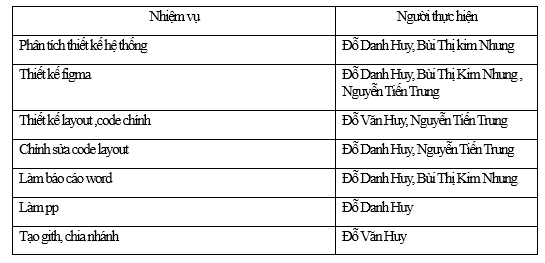 Nhiệm vụ Người thực hiện
Phân tích thiết kế hệ thống Đỗ Danh Huy, Bùi Thị kim Nhung
Thiết kế figma Đỗ Danh Huy, Bùi Thị Kim Nhung ,
Nguyễn Tiến Trung
Thiết kế layout ,code chính Đỗ Văn Huy, Nguyễn Tiến Trung
Chỉnh sửa code layout Đỗ Danh Huy, Nguyễn Tiến Trung
Làm báo cáo word Đỗ Danh Huy, Bùi Thị Kim Nhung
Làm pp Đỗ Danh Huy
Tạo gith, chia nhánh Đỗ Văn Huy